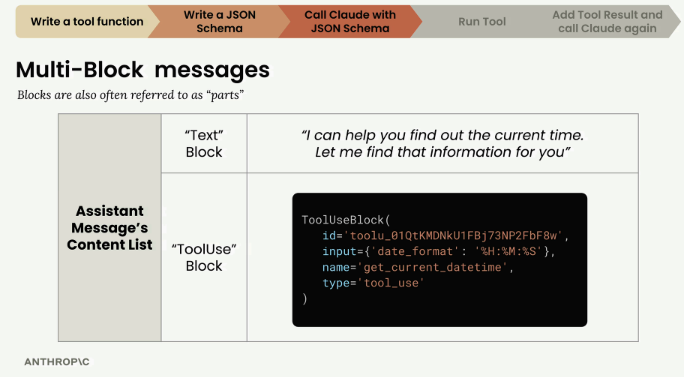 Write a tool function
Write a JSON
Schema
Call Claude with
JSON Schema
Run Tool
Add Tool Result and
call Claude again
Multi-Block messages
Blocks are also often referred to as “parts”
Assistant
Message’s
Content List
“Text”
Block
“I can help you find out the current time.
Let me find that information for you”
“ToolUse”
Block
ToolUseBlock(
id='toolu_01QtKMDNkU1FBj73NP2FbF8w',
input={'date_format': '%H:%M:%S'},
name='get_current_datetime',
type='tool_use'
)
ANTHROP\C